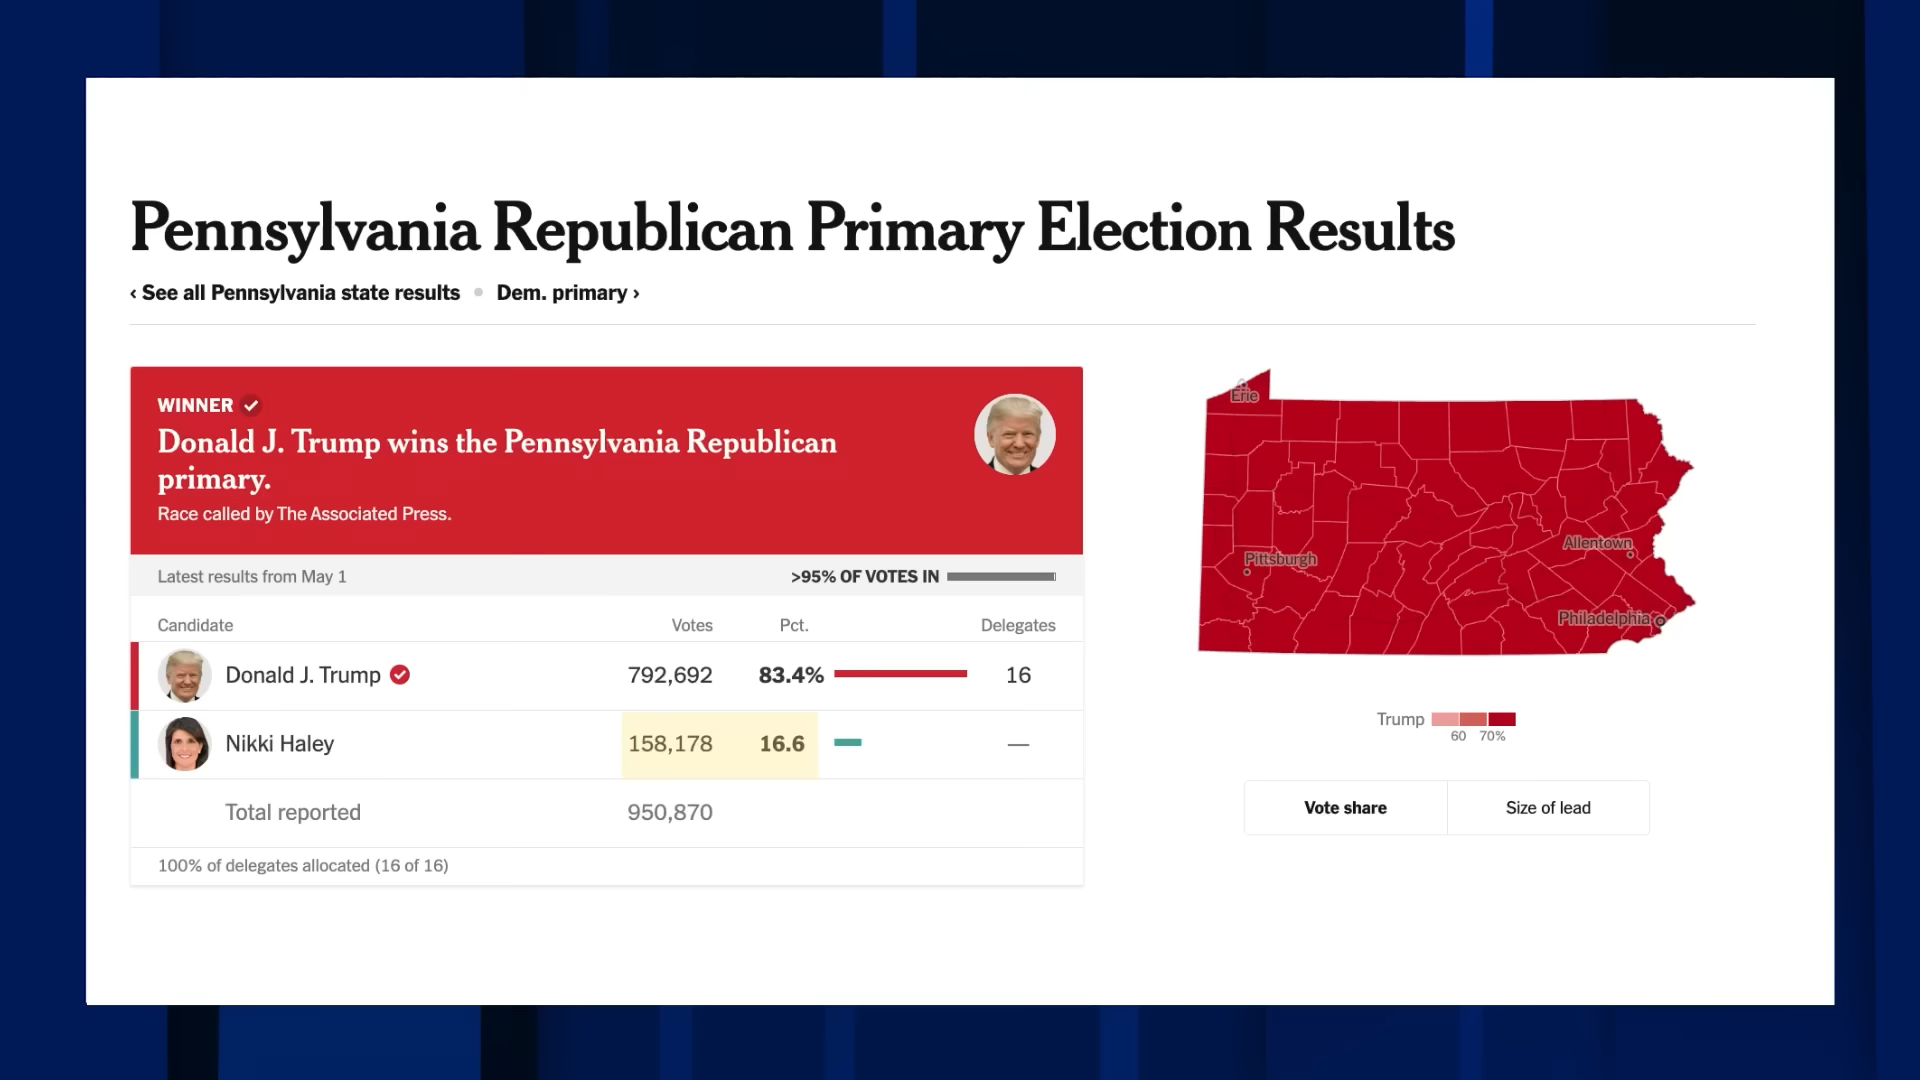 Pennsylvania Republican Primary Election Results
‹ See all Pennsylvania state results • Dem. primary ›
WINNER
Donald J. Trump wins the Pennsylvania Republican
primary.
Race called by The Associated Press.
Latest results from May 1 >95% OF VOTES IN
Candidate Votes Pct. Delegates
Donald J. Trump 792,692 83.4% 16
Nikki Haley 158,178 16.6 —
Total reported 950,870
100% of delegates allocated (16 of 16)
Erie
Allentown
Pittsburgh
Philadelphia
Trump
60 70%
Vote share Size of lead